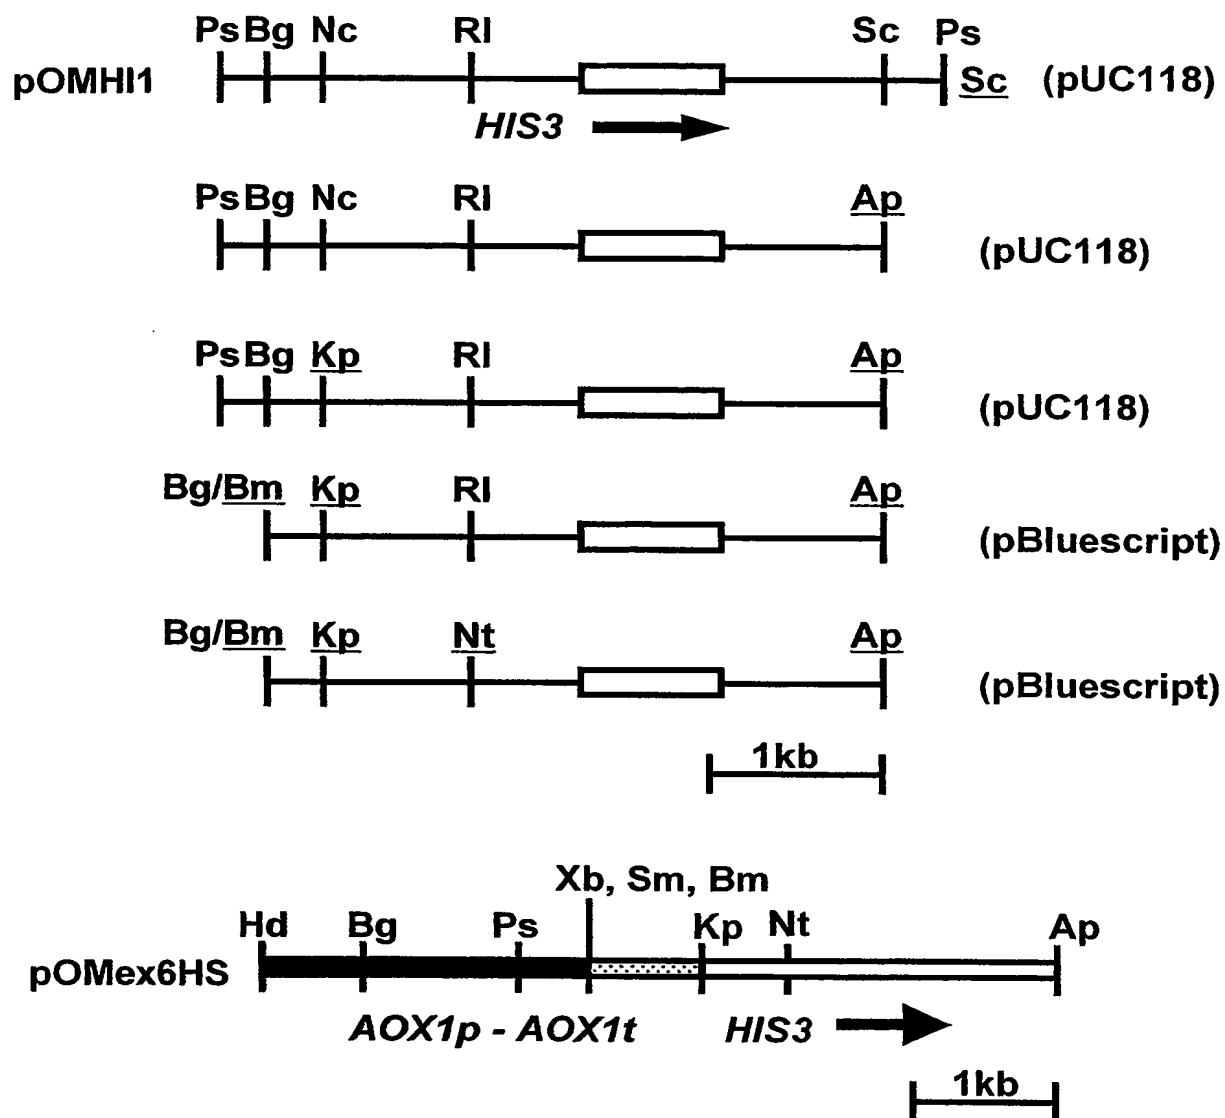 Ps Bg Nc RI Sc Ps
pOMHI1 Sc (pUC118)
HIS3
Ps Bg Nc RI Ap
(pUC118)
Ps Bg Kp RI Ap
(pUC118)
Bg/Bm Kp RI Ap
(pBluescript)
Bg/Bm Kp Nt Ap
(pBluescript)
1kb
Xb, Sm, Bm
Hd Bg Ps Kp Nt Ap
pOMex6HS
AOX1p - AOX1t HIS3
1kb